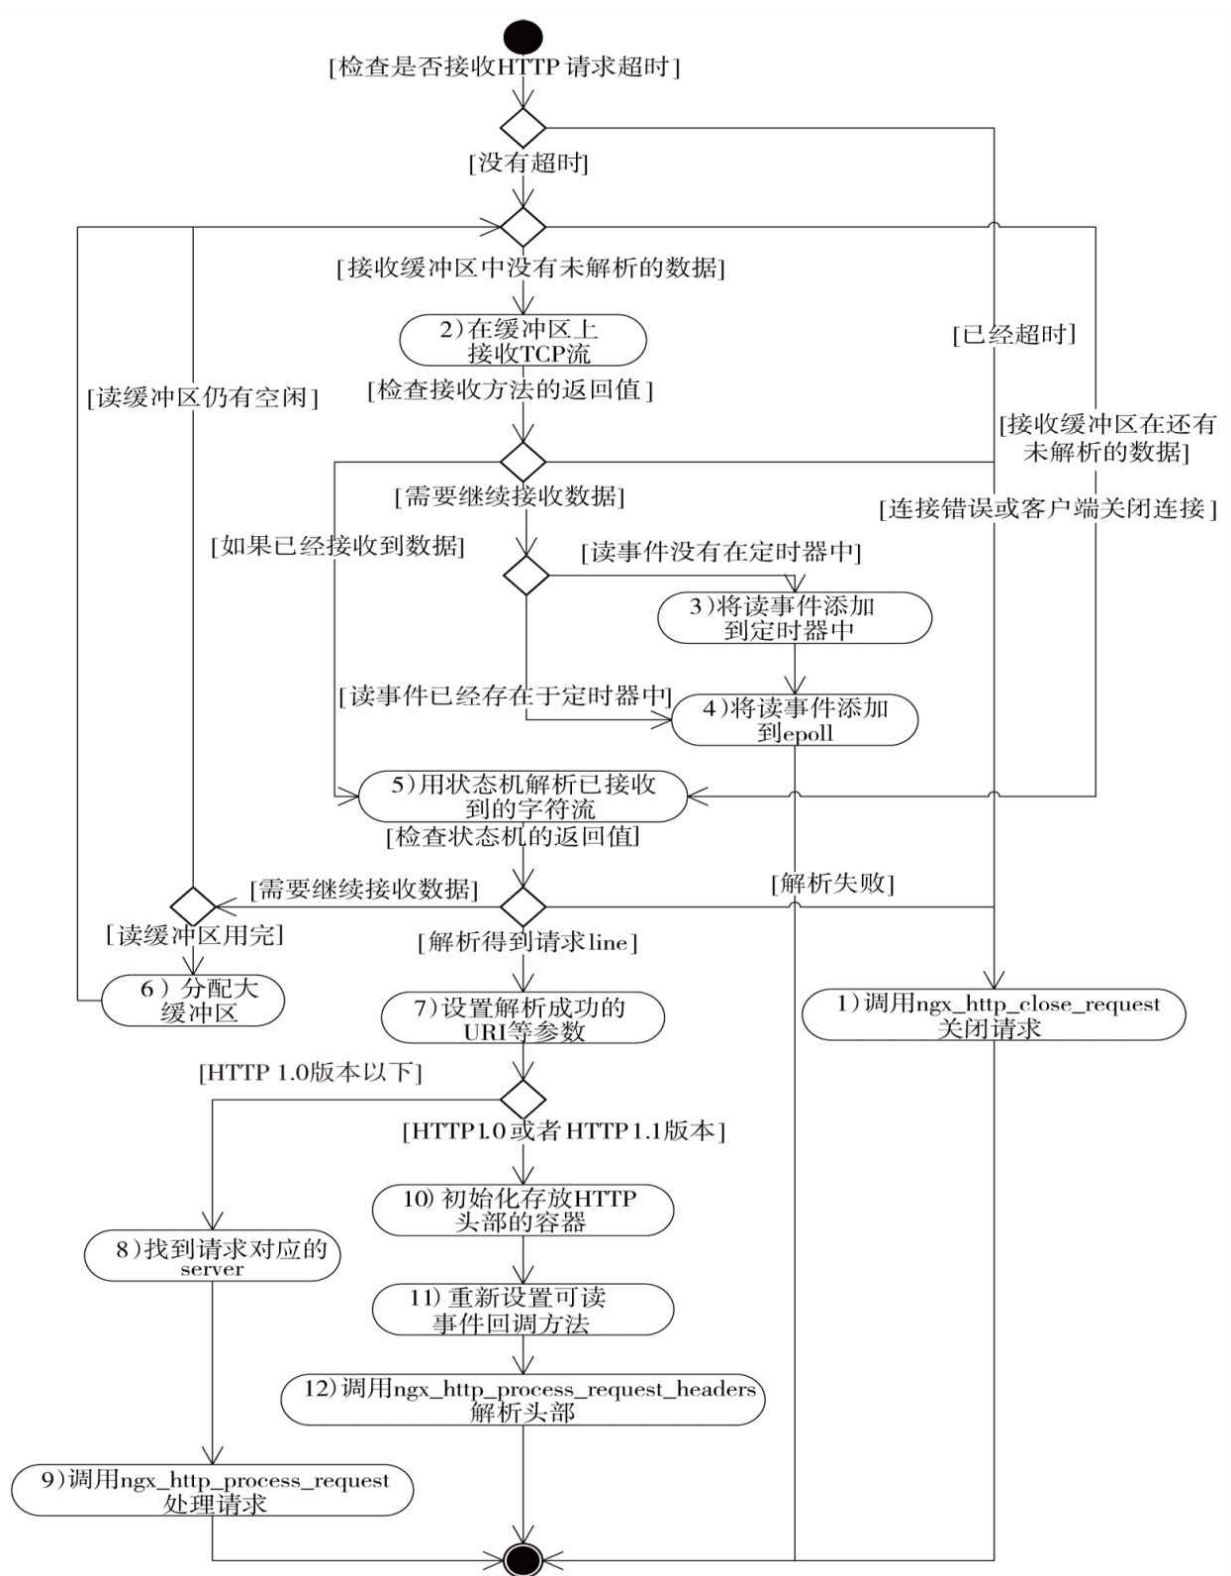 [检查是否接收HTTP 请求超时]
[没有超时]
[接收缓冲区中没有未解析的数据]
2)在缓冲区上
接收TCP流
[已经超时]
[检查接收方法的返回值]
[读缓冲区仍有空闲]
[接收缓冲区在还有
未解析的数据]
[需要继续接收数据]
[连接错误或客户端关闭连接]
[如果已经接收到数据]
[读事件没有在定时器中]
3)将读事件添加
到定时器中
[读事件已经存在于定时器中]
4)将读事件添加
到epoll
5)用状态机解析已接收
到的字符流
[检查状态机的返回值]
[需要继续接收数据]
[解析失败]
[读缓冲区用完]
[解析得到请求line]
6) 分配大
缓冲区
7)设置解析成功的
URI等参数
1)调用ngx_http_close_request
关闭请求
[HTTP 1.0版本以下]
[HTTP1.0 或者 HTTP 1.1版本]
10) 初始化存放HTTP
头部的容器
8)找到请求对应的
server
11) 重新设置可读
事件回调方法
12)调用ngx_http_process_request_headers
解析头部
9)调用ngx_http_process_request
处理请求